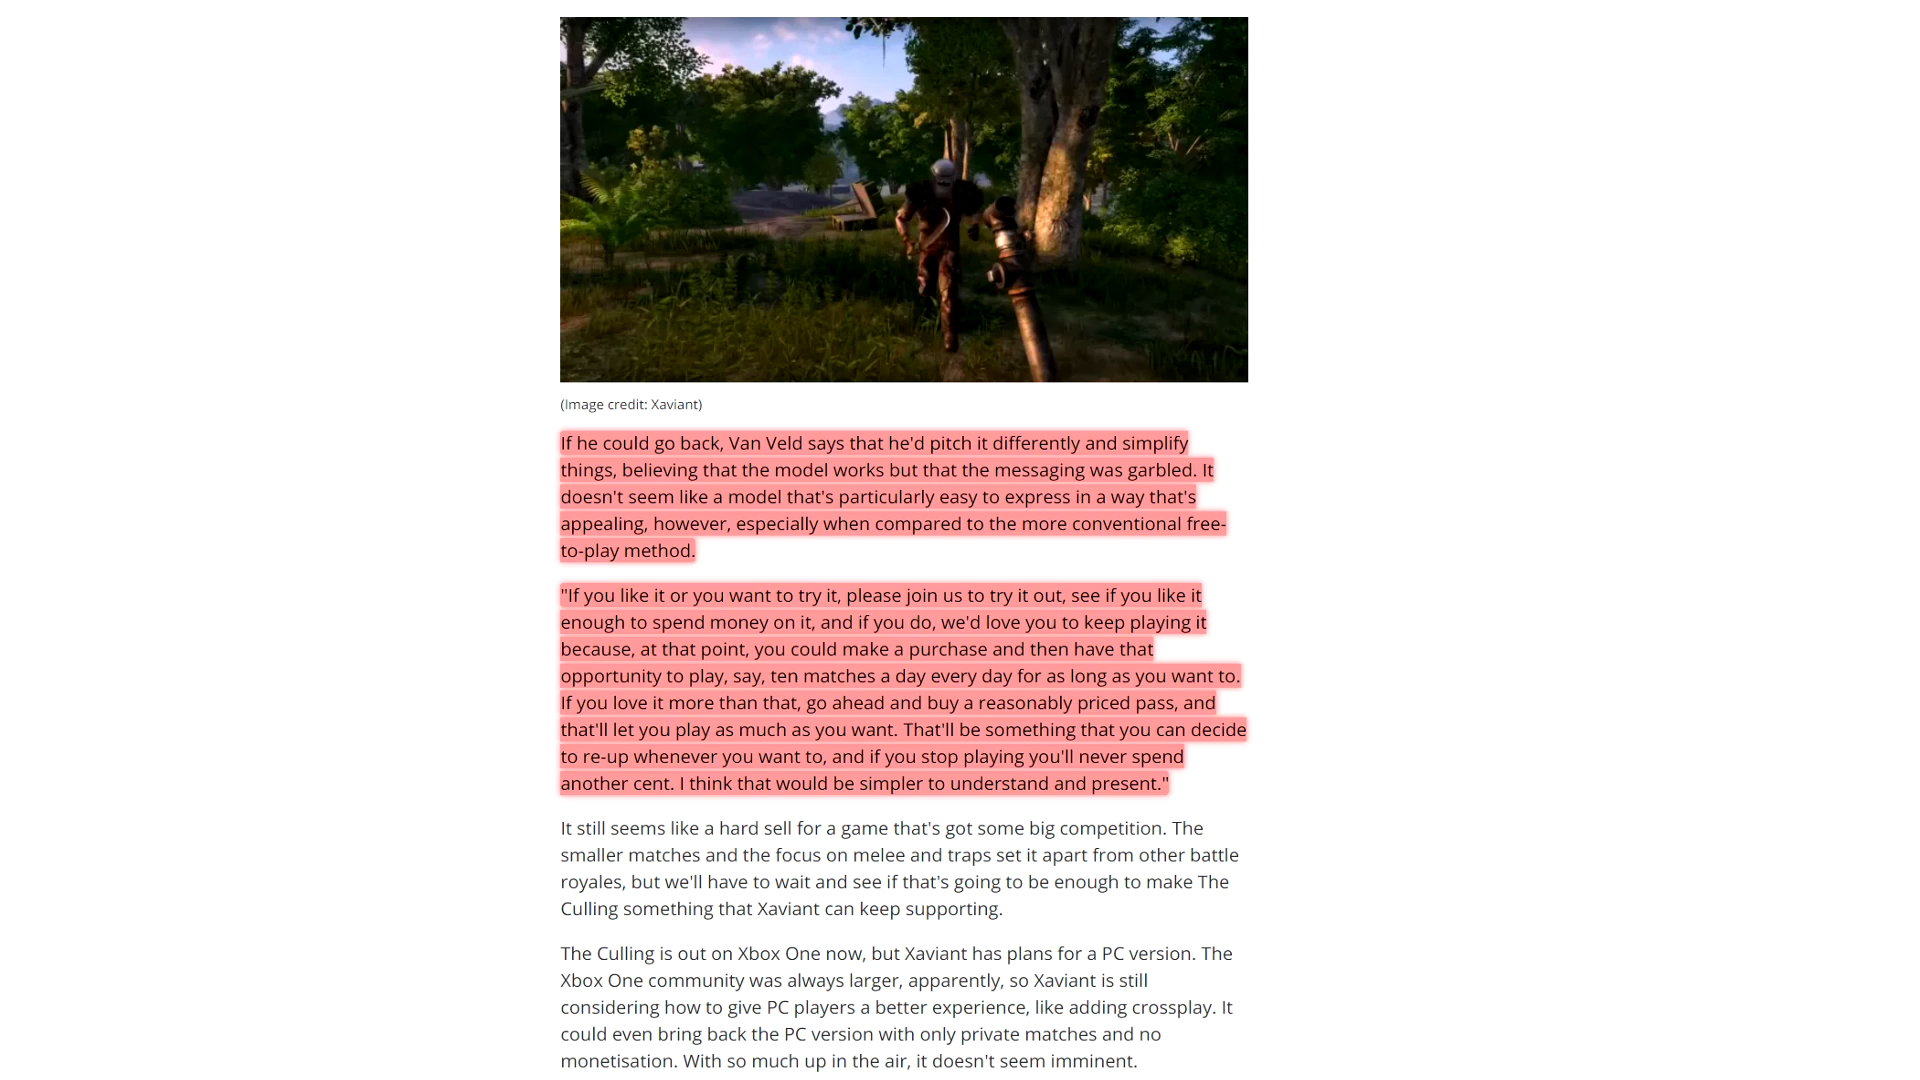 (Image credit: Xaviant)
If he could go back, Van Veld says that he'd pitch it differently and simplify
things, believing that the model works but that the messaging was garbled. It
doesn't seem like a model that's particularly easy to express in a way that's
appealing, however, especially when compared to the more conventional free-
to-play method.
"If you like it or you want to try it, please join us to try it out, see if you like it
enough to spend money on it, and if you do, we'd love you to keep playing it
because, at that point, you could make a purchase and then have that
opportunity to play, say, ten matches a day every day for as long as you want to.
If you love it more than that, go ahead and buy a reasonably priced pass, and
that'll let you play as much as you want. That'll be something that you can decide
to re-up whenever you want to, and if you stop playing you'll never spend
another cent. I think that would be simpler to understand and present."
It still seems like a hard sell for a game that's got some big competition. The
smaller matches and the focus on melee and traps set it apart from other battle
royales, but we'll have to wait and see if that's going to be enough to make The
Culling something that Xaviant can keep supporting.
The Culling is out on Xbox One now, but Xaviant has plans for a PC version. The
Xbox One community was always larger, apparently, so Xaviant is still
considering how to give PC players a better experience, like adding crossplay. It
could even bring back the PC version with only private matches and no
monetisation. With so much up in the air, it doesn't seem imminent.